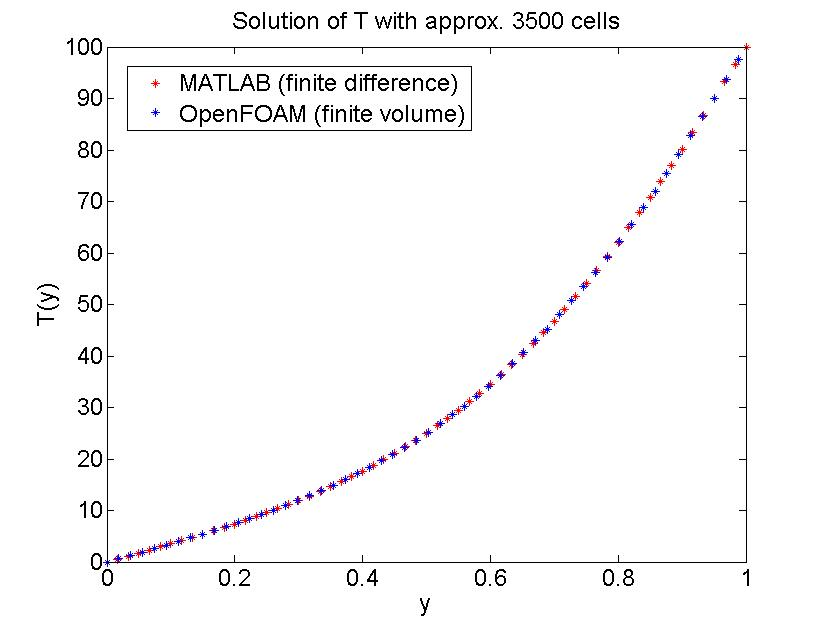 Solution of T with approx. 3500 cells
100
90
80
70
60
50
40
30
20
10
0
MATLAB (finite difference)
OpenFOAM (finite volume)
T(y)
0 0.2 0.4 0.6 0.8 1
y